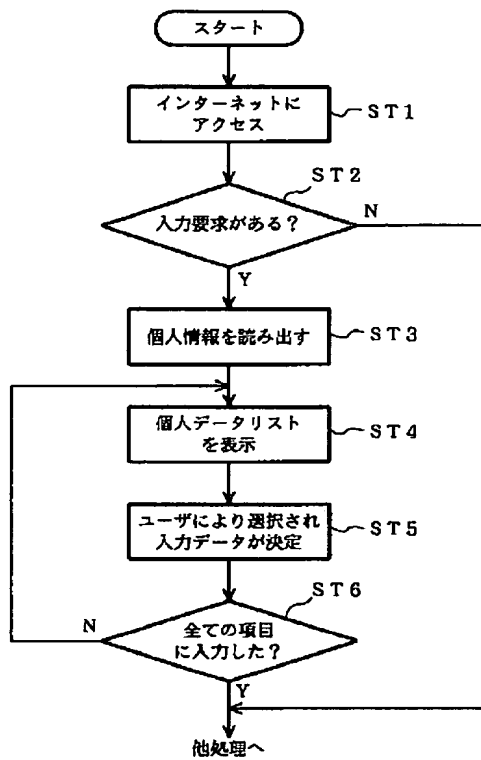 スタート
インターネットに
アクセス
ST1
ST2
入力要求がある?
N
Y
個人情報を読み出す
ST3
個人データリスト
を表示
ST4
ユーザにより選択され
入力データが決定
ST5
ST6
全ての項目
に入力した?
N
Y
他処理へ